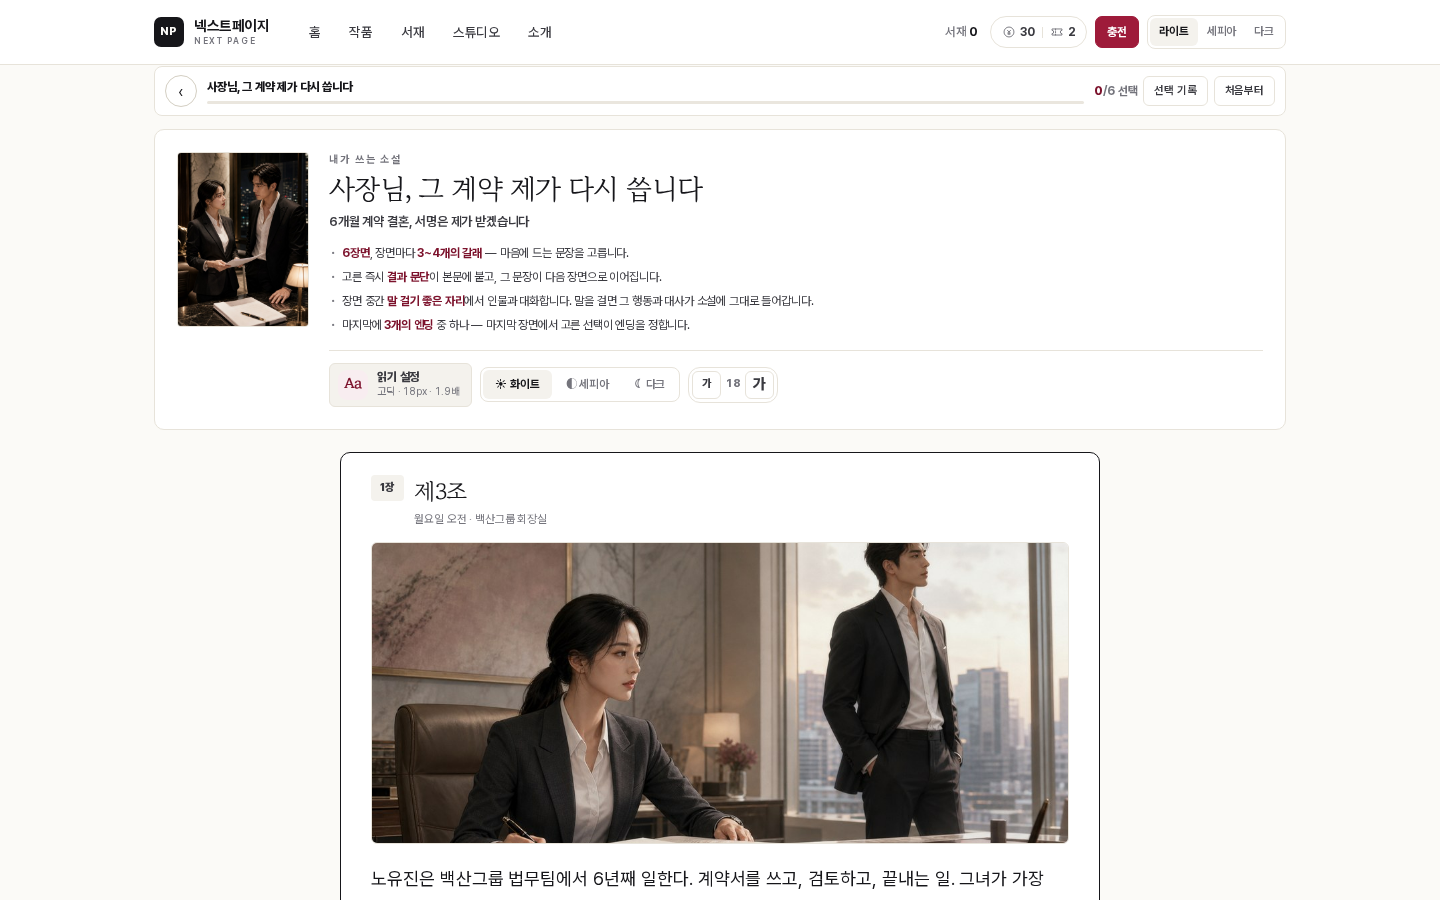 NP
넥스트페이지
NEXT PAGE
홈
작품
서재
스튜디오
소개
서재 0
30
2
충전
라이트
세피아
다크
사장님, 그 계약 제가 다시 씁니다
0/6 선택
선택 기록
처음부터
내가 쓰는 소설
사장님, 그 계약 제가 다시 씁니다
6개월 계약 결혼, 서명은 제가 받겠습니다
· 6장면, 장면마다 3~4개의 갈래 — 마음에 드는 문장을 고릅니다.
· 고른 즉시 결과 문단이 본문에 붙고, 그 문장이 다음 장면으로 이어집니다.
· 장면 중간 말 걸기 좋은 자리에서 인물과 대화합니다. 말을 걸면 그 행동과 대사가 소설에 그대로 들어갑니다.
· 마지막에 3개의 엔딩 중 하나 — 마지막 장면에서 고른 선택이 엔딩을 정합니다.
Aa
읽기 설정
고딕 · 18px · 1.9배
☀ 화이트
◐ 세피아
☾ 다크
가
18
가
1장
제3조
월요일 오전 · 백산그룹 회장실
노유진은 백산그룹 법무팀에서 6년째 일한다. 계약서를 쓰고, 검토하고, 끝내는 일. 그녀가 가장